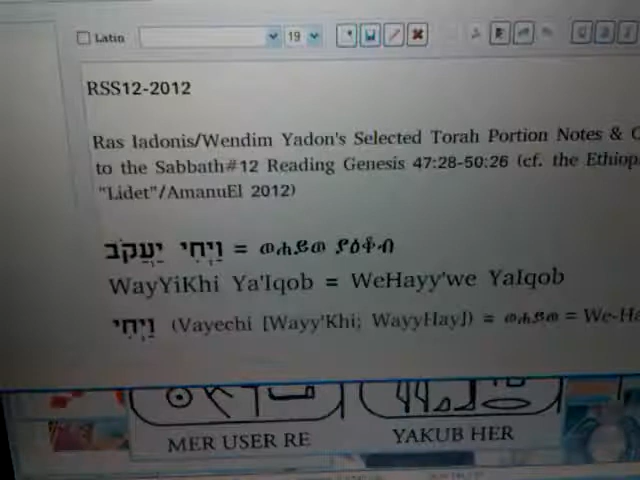 Latin 19
RSS12-2012
Ras Iadonis/Wendim Yadon's Selected Torah Portion Notes &
to the Sabbath#12 Reading Genesis 47:28-50:26 (cf. the Ethiop
"Lidet"/AmanuEl 2012)
וַיְחִי יַעֲקֹב = ወሐይወ ያዕቆብ
WayYiKhi Ya'Iqob = WeHayy'we YaIqob
וַיְחִי (Vayechi [Wayy'Khi; WayyHay]) = ወሐይወ = We-Ha
MER USER RE YAKUB HER